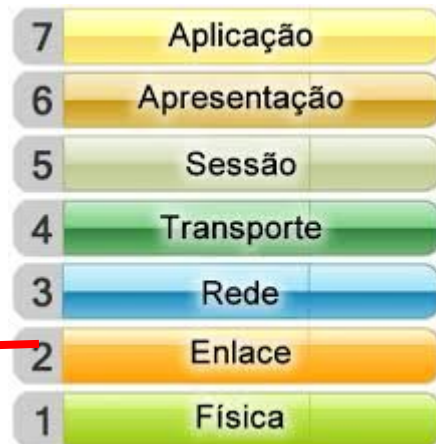 7 Aplicação
6 Apresentação
5 Sessão
4 Transporte
3 Rede
2 Enlace
1 Física